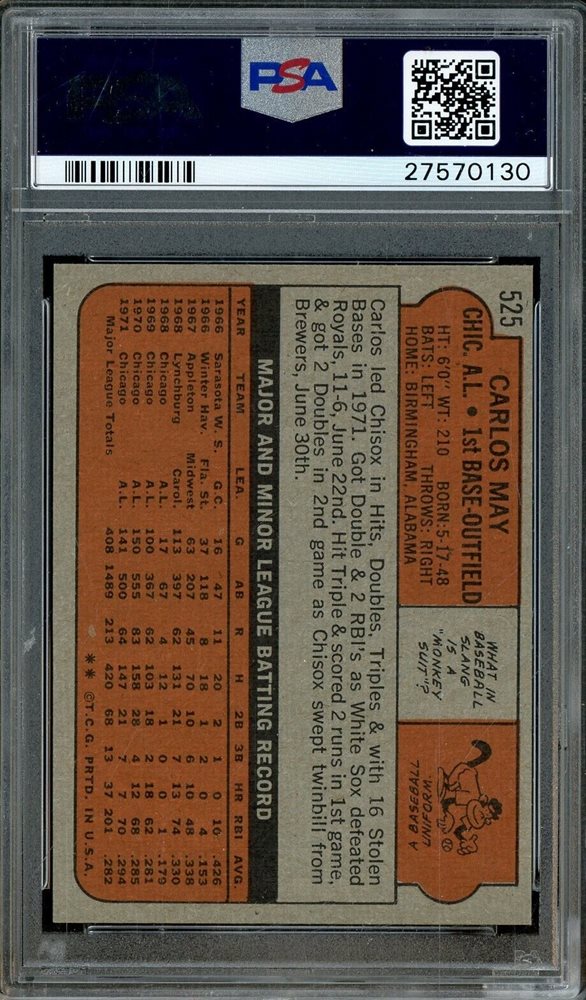 PSA
27570130
525
CARLOS MAY
CHIC. A.L. • 1st BASE-OUTFIELD
HT: 6'0" WT: 210 BORN: 5-17-48
BATS: LEFT THROWS: RIGHT
HOME: BIRMINGHAM, ALABAMA
WHAT IN
BASEBALL
SLANG
IS A
"MONKEY
SUIT"?
A
BASEBALL
UNIFORM.
Carlos led Chisox in Hits, Doubles, Triples & with 16 Stolen
Bases in 1971. Got Double & 2 RBI's as White Sox defeated
Royals, 11-6, June 22nd. Hit Triple & scored 2 runs in 1st game,
& got 2 Doubles in 2nd game as Chisox swept twinbill from
Brewers, June 30th.
MAJOR AND MINOR LEAGUE BATTING RECORD
YEAR TEAM LEA. G AB R H 2B 3B HR RBI AVG.
1966 Sarasota W. S. G.C. 16 47 11 20 2 1 0 10 .426
1966 Winter Hav. Fla. St. 37 118 8 18 1 2 0 4 .153
1967 Appleton Midwest 63 207 45 70 10 6 10 48 .338
1968 Lynchburg Carol. 113 397 62 131 21 7 13 74 .330
1968 Chicago A.L. 17 67 4 12 1 0 0 1 .179
1969 Chicago A.L. 100 367 62 103 18 2 18 62 .281
1970 Chicago A.L. 150 555 83 158 28 4 12 68 .285
1971 Chicago A.L. 141 500 64 147 21 7 7 70 .294
Major League Totals 408 1489 213 420 68 13 37 201 .282
** ©T.C.G. PRTD. IN U.S.A.